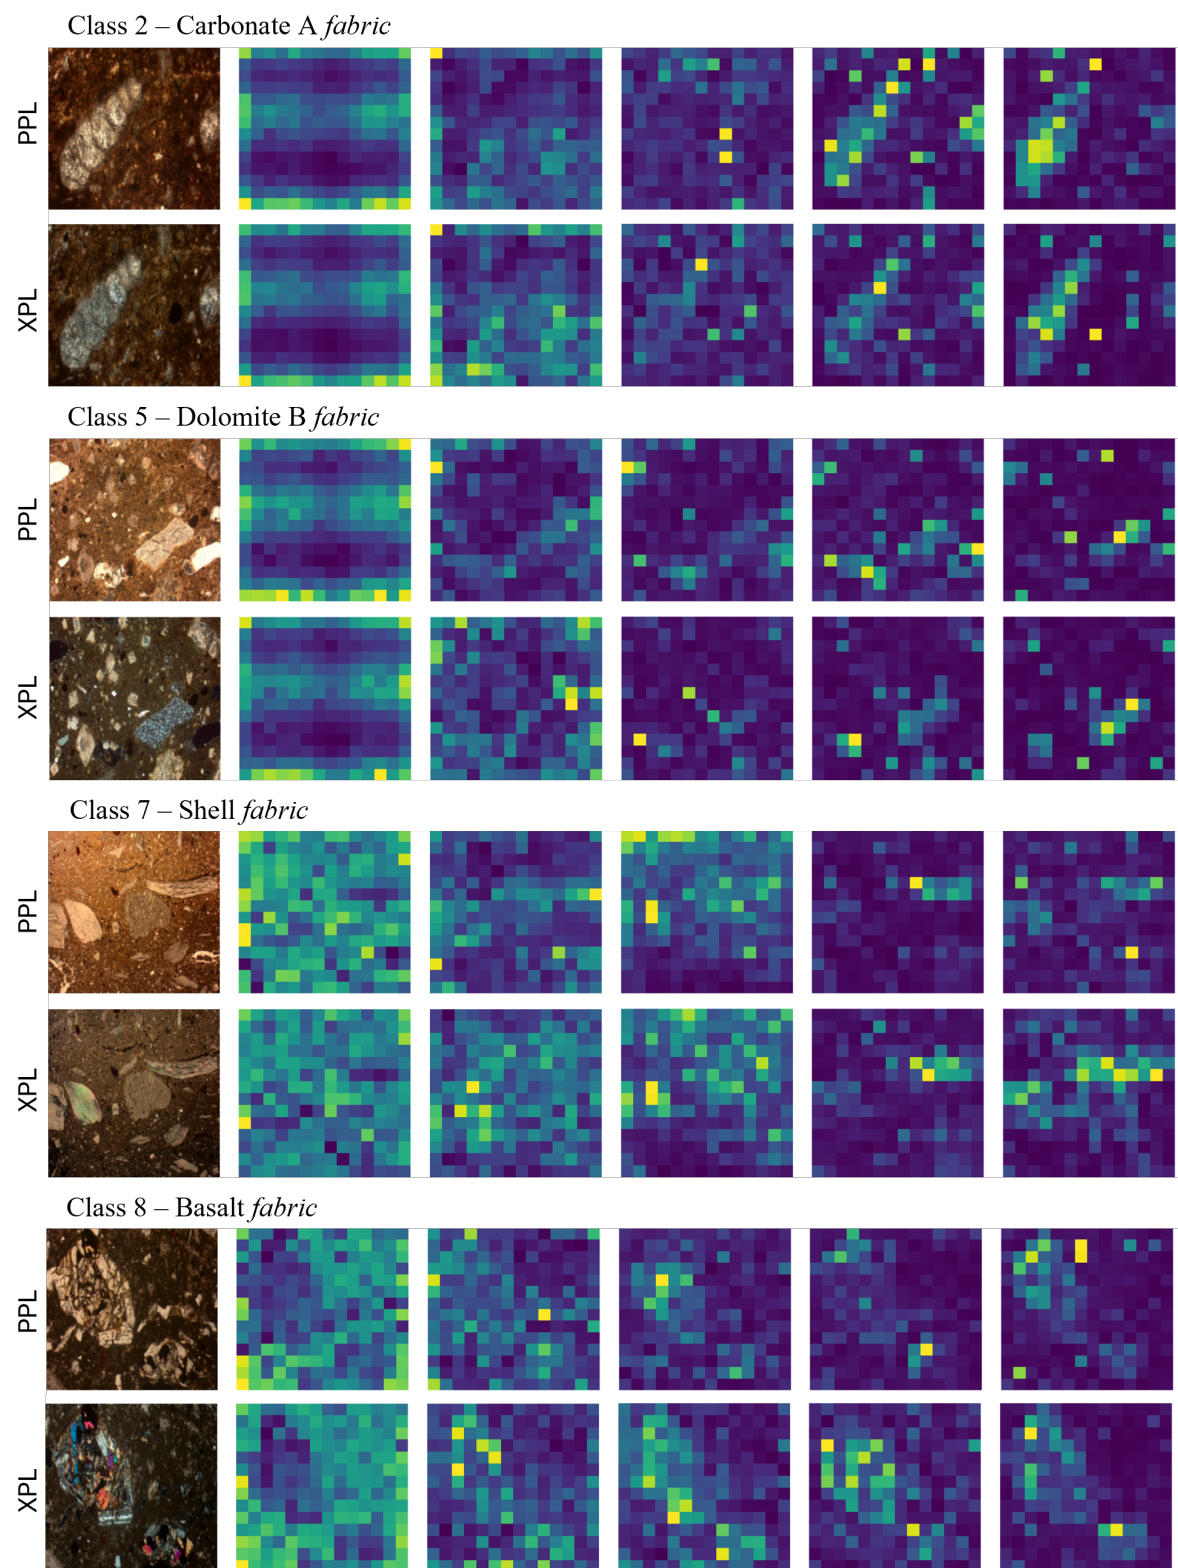 Class 2 – Carbonate A fabric
PPL
XPL
Class 5 – Dolomite B fabric
PPL
XPL
Class 7 – Shell fabric
PPL
XPL
Class 8 – Basalt fabric
PPL
XPL